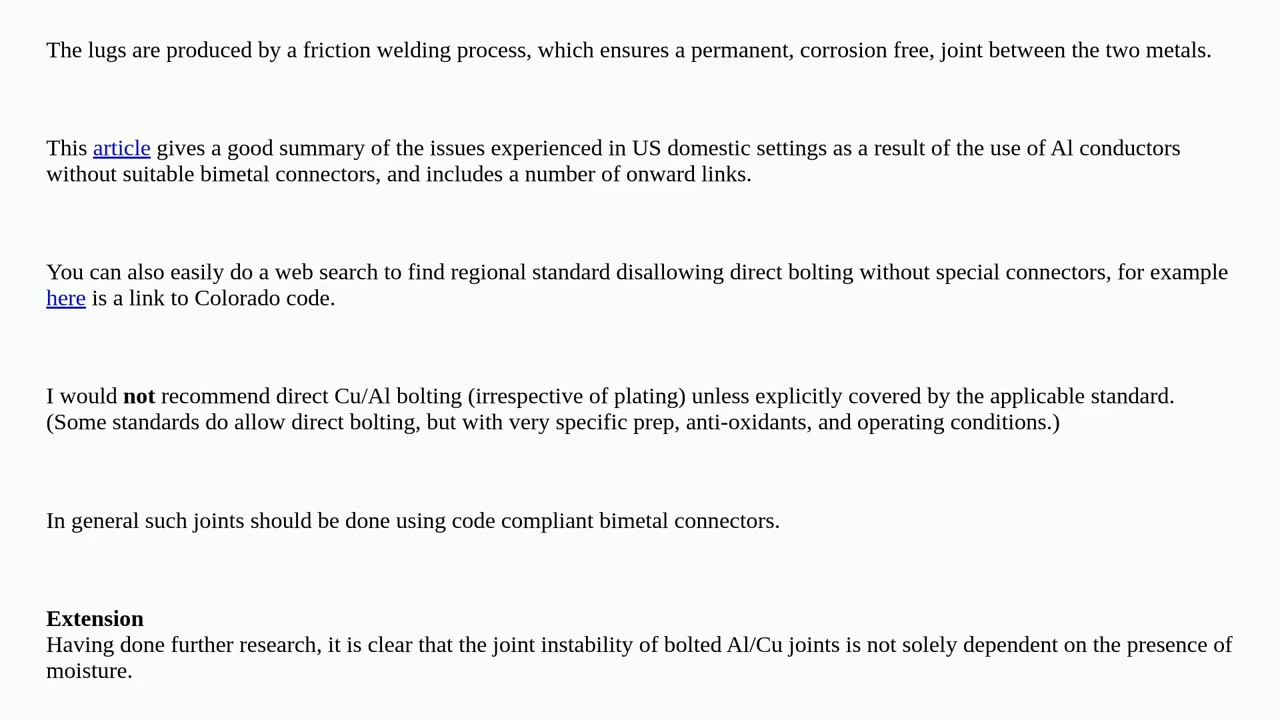 The lugs are produced by a friction welding process, which ensures a permanent, corrosion free, joint between the two metals.
This article gives a good summary of the issues experienced in US domestic settings as a result of the use of Al conductors
without suitable bimetal connectors, and includes a number of onward links.
You can also easily do a web search to find regional standard disallowing direct bolting without special connectors, for example
here is a link to Colorado code.
I would not recommend direct Cu/Al bolting (irrespective of plating) unless explicitly covered by the applicable standard.
(Some standards do allow direct bolting, but with very specific prep, anti-oxidants, and operating conditions.)
In general such joints should be done using code compliant bimetal connectors.
Extension
Having done further research, it is clear that the joint instability of bolted Al/Cu joints is not solely dependent on the presence of
moisture.